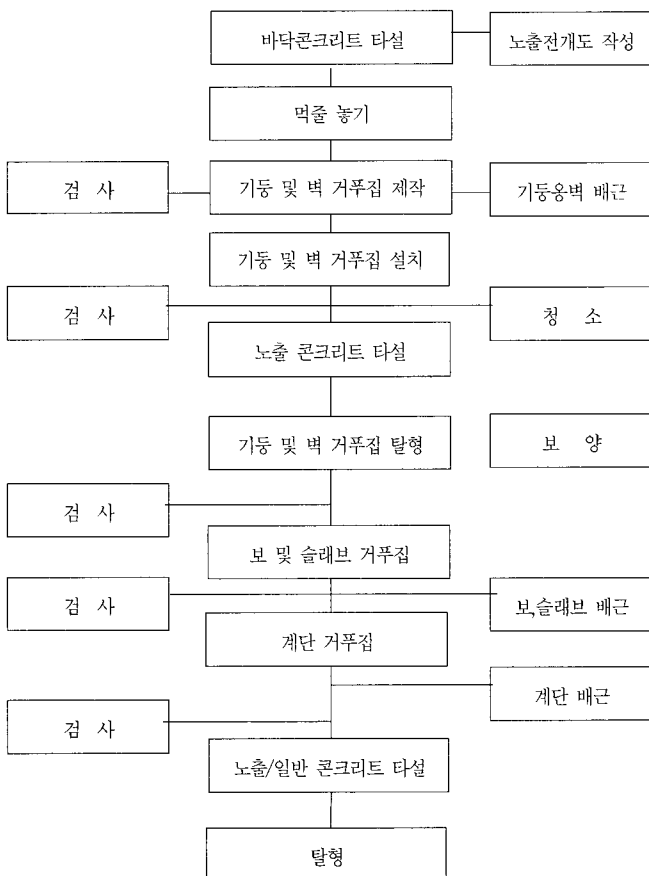 바닥콘크리트 타설
노출전개도 작성
먹줄 놓기
검 사
기둥 및 벽 거푸집 제작
기둥옹벽 배근
기둥 및 벽 거푸집 설치
검 사
청 소
노출 콘크리트 타설
기둥 및 벽 거푸집 탈형
보 양
검 사
보 및 슬래브 거푸집
검 사
보,슬래브 배근
계단 거푸집
계단 배근
검 사
노출/일반 콘크리트 타설
탈형